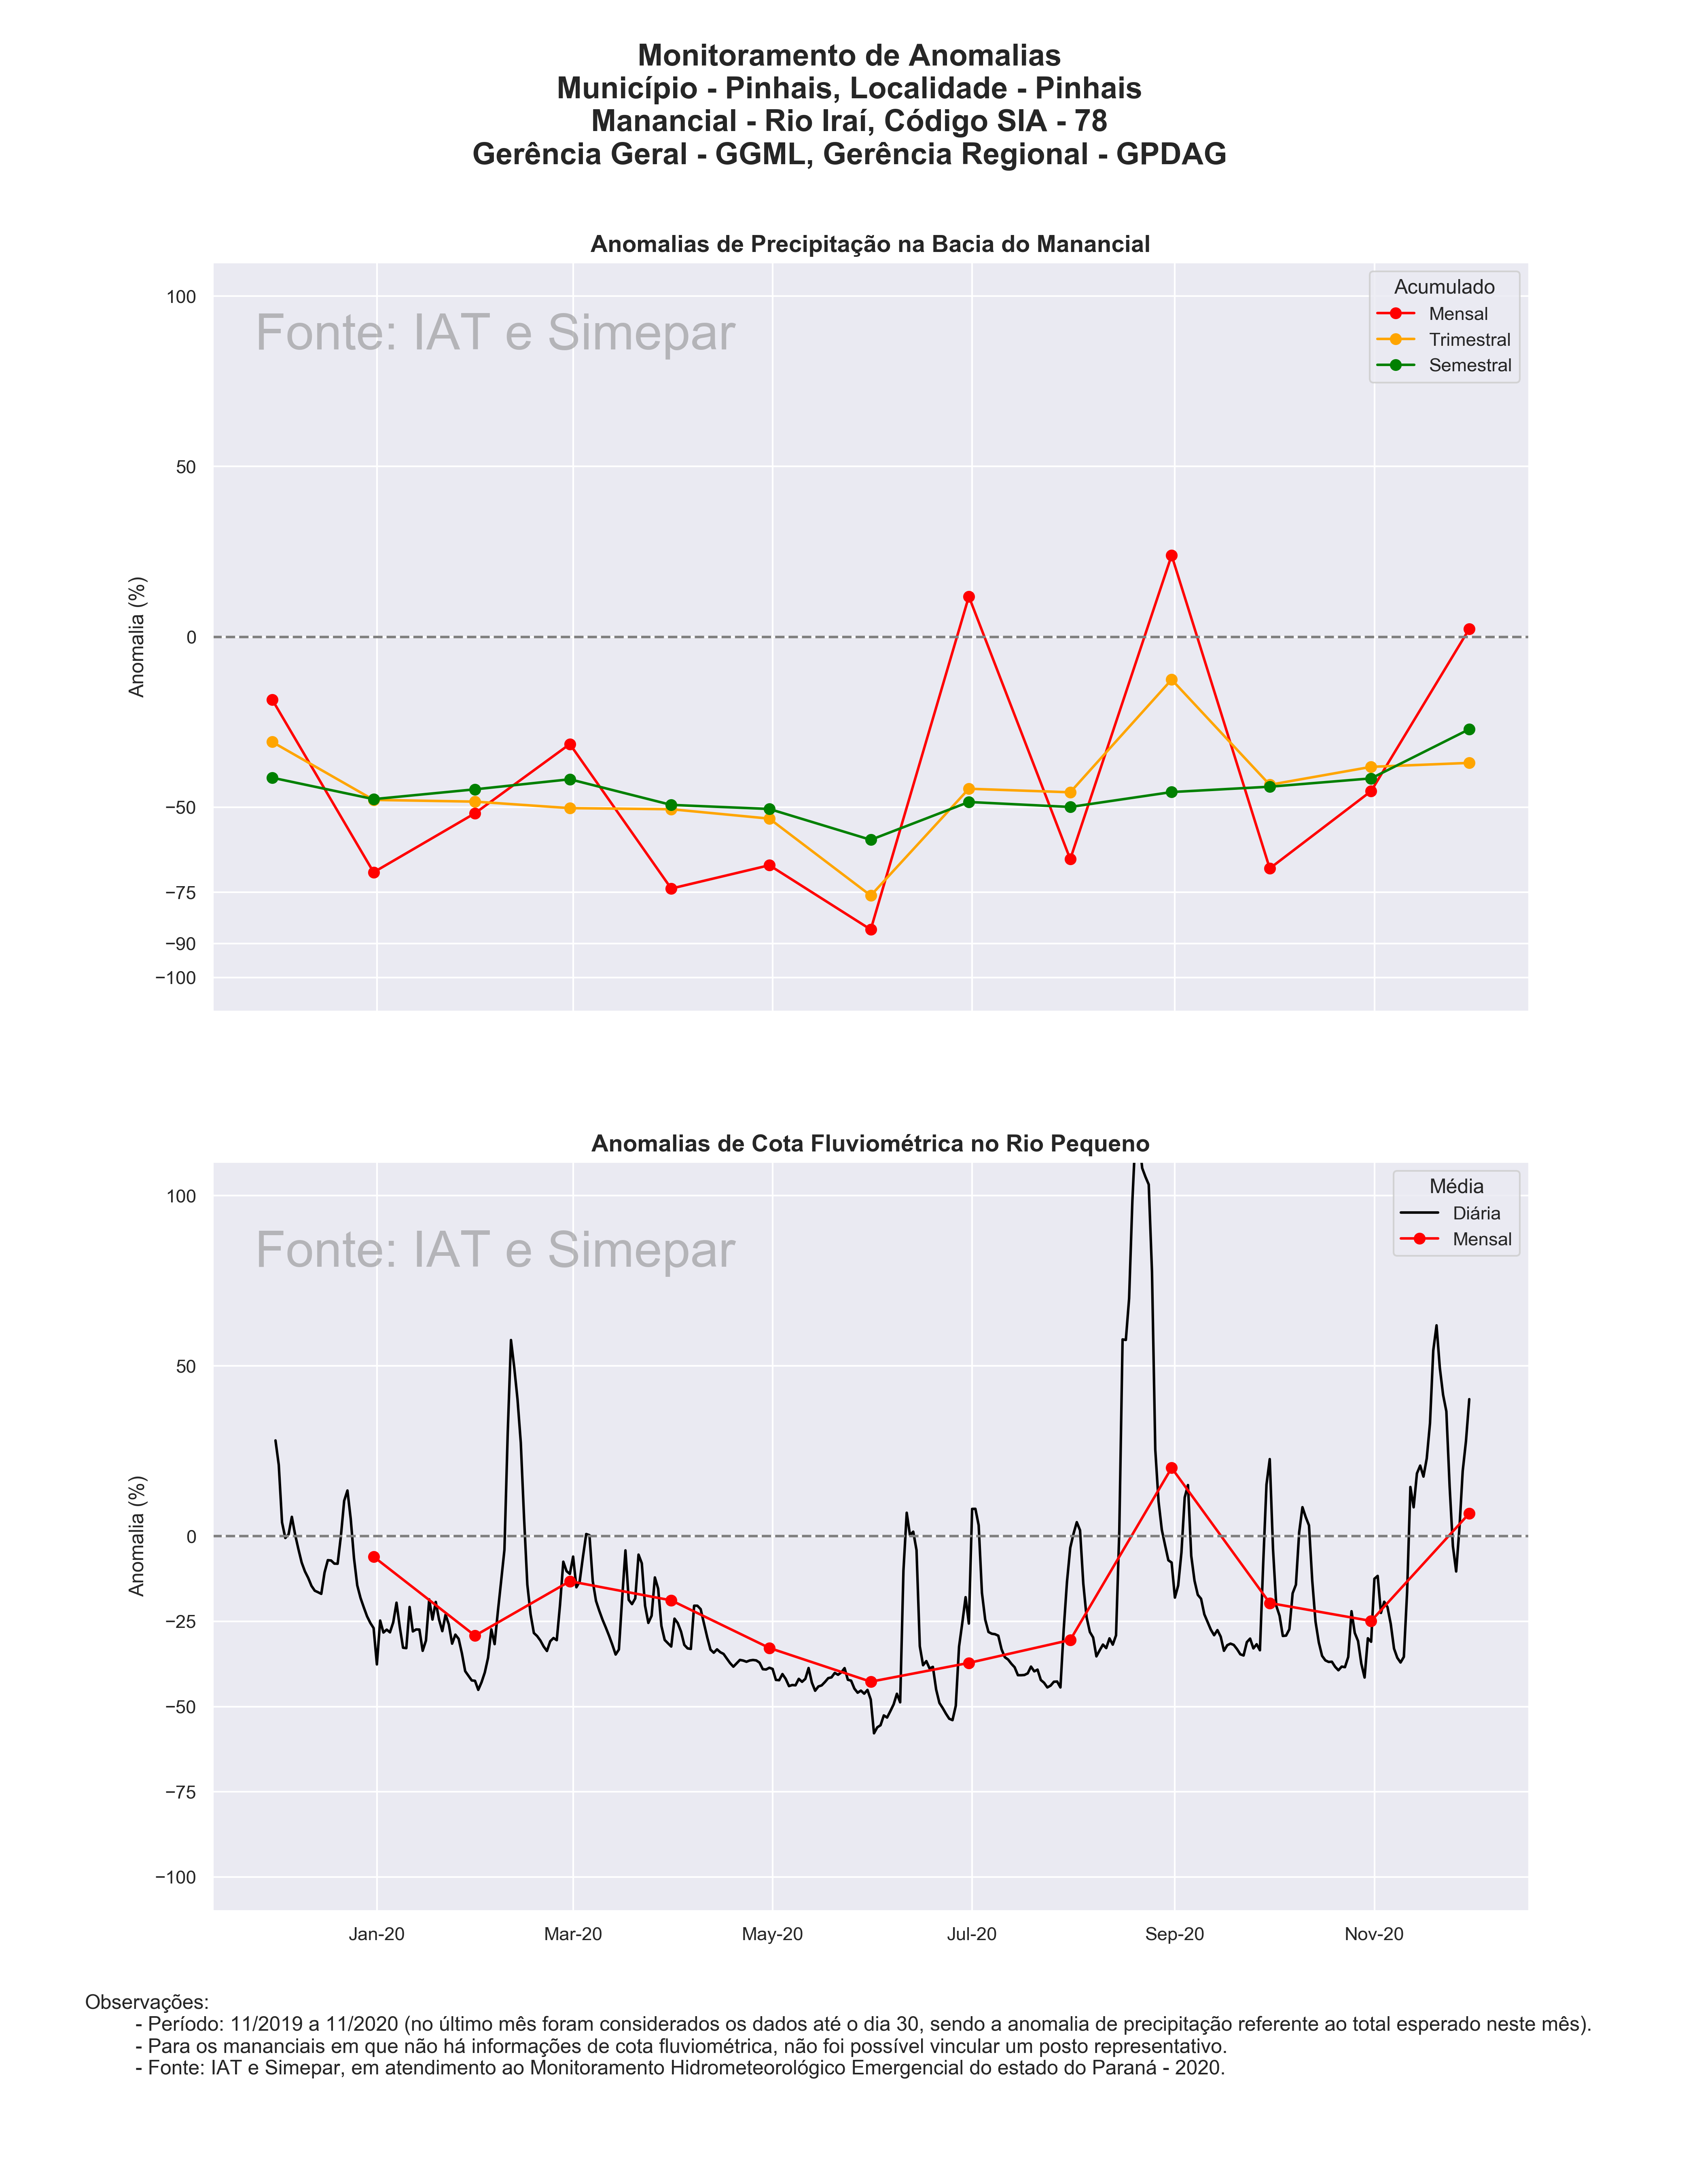 Monitoramento de Anomalias
Município - Pinhais, Localidade - Pinhais
Manancial - Rio Iraí, Código SIA - 78
Gerência Geral - GGML, Gerência Regional - GPDAG
Anomalias de Precipitação na Bacia do Manancial
Fonte: IAT e Simepar
Acumulado
Mensal
Trimestral
Semestral
Anomalia (%)
100
50
0
−50
−75
−90
−100
Anomalias de Cota Fluviométrica no Rio Pequeno
Fonte: IAT e Simepar
Média
Diária
Mensal
Anomalia (%)
100
50
0
−25
−50
−75
−100
Jan-20 Mar-20 May-20 Jul-20 Sep-20 Nov-20
Observações:
- Período: 11/2019 a 11/2020 (no último mês foram considerados os dados até o dia 30, sendo a anomalia de precipitação referente ao total esperado neste mês).
- Para os mananciais em que não há informações de cota fluviométrica, não foi possível vincular um posto representativo.
- Fonte: IAT e Simepar, em atendimento ao Monitoramento Hidrometeorológico Emergencial do estado do Paraná - 2020.